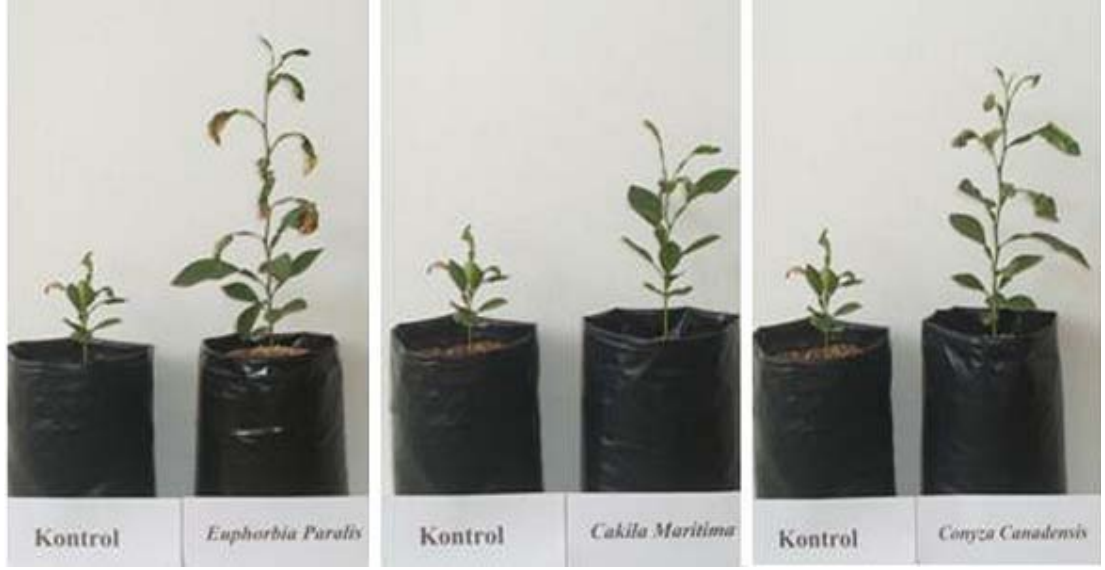 Kontrol
Euphorbia Paralis
Kontrol
Cakila Maritima
Kontrol
Conyza Canadensis